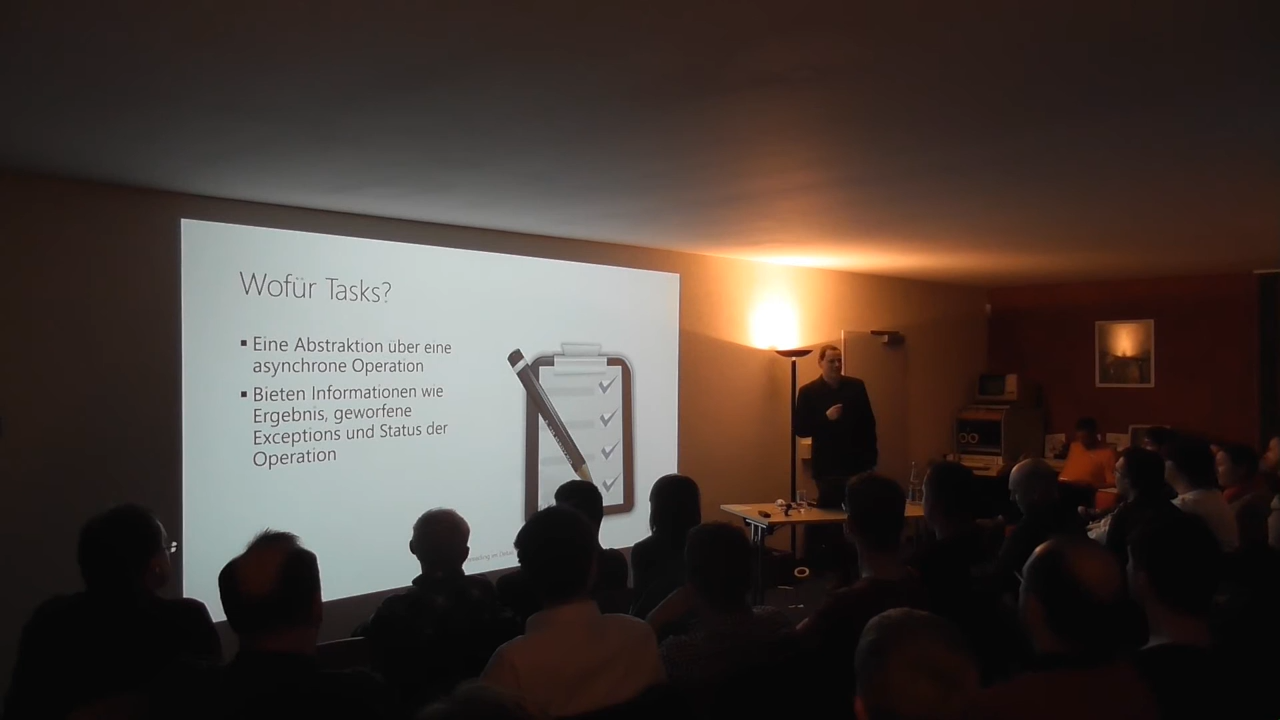 Wofür Tasks?
▪ Eine Abstraktion über eine
asynchrone Operation
▪ Bieten Informationen wie
Ergebnis, geworfene
Exceptions und Status der
Operation